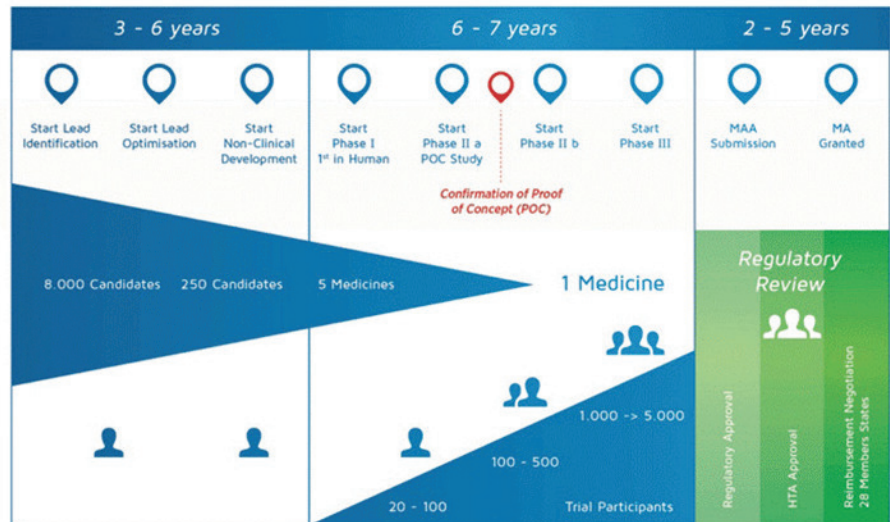 3 - 6 years
6 - 7 years
2 - 5 years
Start Lead
Identification
Start Lead
Optimisation
Start
Non-Clinical
Development
Start
Phase I
1st in Human
Start
Phase II a
POC Study
Start
Phase II b
Start
Phase III
MAA
Submission
MA
Granted
Confirmation of Proof
of Concept (POC)
8.000 Candidates
250 Candidates
5 Medicines
1 Medicine
Regulatory
Review
1.000 -> 5.000
100 - 500
20 - 100
Trial Participants
Regulatory Approval
HTA Approval
Reimbursement Negotiation
28 Members States